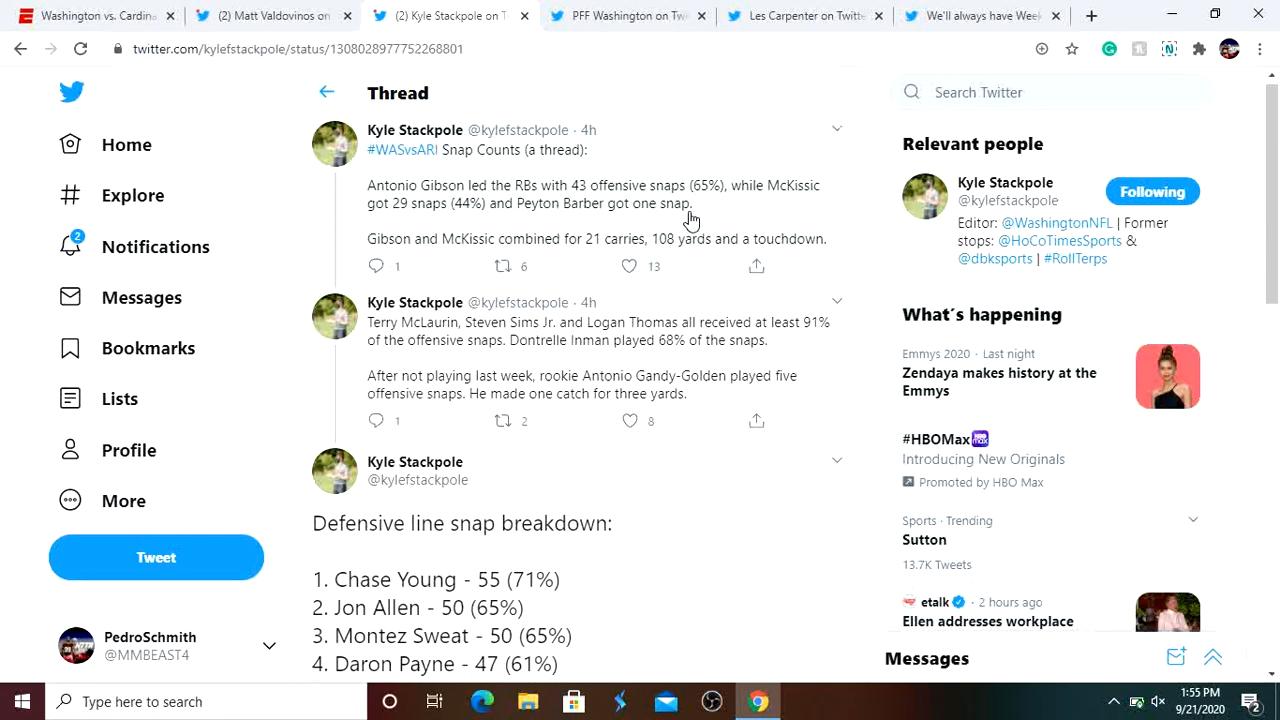 Washington vs. Cardina
(2) Matt Valdovinos on
(2) Kyle Stackpole on T
PFF Washington on Twi
Les Carpenter on Twitte
We'll always have Week
twitter.com/kylefstackpole/status/1308028977752268801
Home
Explore
2
Notifications
Messages
Bookmarks
Lists
Profile
More
Tweet
PedroSchmith
@MMBEAST4
Thread
Kyle Stackpole @kylefstackpole · 4h
#WASvsARI Snap Counts (a thread):
Antonio Gibson led the RBs with 43 offensive snaps (65%), while McKissic
got 29 snaps (44%) and Peyton Barber got one snap.
Gibson and McKissic combined for 21 carries, 108 yards and a touchdown.
1 6 13
Kyle Stackpole @kylefstackpole · 4h
Terry McLaurin, Steven Sims Jr. and Logan Thomas all received at least 91%
of the offensive snaps. Dontrelle Inman played 68% of the snaps.
After not playing last week, rookie Antonio Gandy-Golden played five
offensive snaps. He made one catch for three yards.
1 2 8
Kyle Stackpole
@kylefstackpole
Defensive line snap breakdown:
1. Chase Young - 55 (71%)
2. Jon Allen - 50 (65%)
3. Montez Sweat - 50 (65%)
4. Daron Payne - 47 (61%)
Search Twitter
Relevant people
Kyle Stackpole
@kylefstackpole
Following
Editor: @WashingtonNFL | Former
stops: @HoCoTimesSports &
@dbksports | #RollTerps
What's happening
Emmys 2020 · Last night
Zendaya makes history at the
Emmys
#HBOMax
Introducing New Originals
Promoted by HBO Max
Sports · Trending
Sutton
13.7K Tweets
etalk · 2 hours ago
Ellen addresses workplace
Messages
Type here to search
1:55 PM
9/21/2020
2